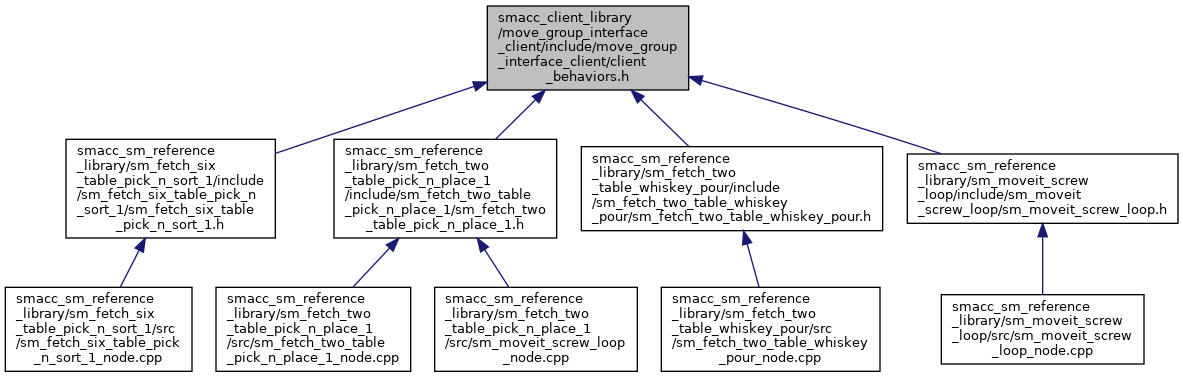 smacc_client_library
/move_group_interface
_client/include/move_group
_interface_client/client
_behaviors.h
smacc_sm_reference
_library/sm_fetch_six
_table_pick_n_sort_1/include
/sm_fetch_six_table_pick_n
_sort_1/sm_fetch_six_table
_pick_n_sort_1.h
smacc_sm_reference
_library/sm_fetch_two
_table_pick_n_place_1
/include/sm_fetch_two_table
_pick_n_place_1/sm_fetch_two
_table_pick_n_place_1.h
smacc_sm_reference
_library/sm_fetch_two
_table_whiskey_pour/include
/sm_fetch_two_table_whiskey
_pour/sm_fetch_two_table_whiskey_pour.h
smacc_sm_reference
_library/sm_moveit_screw
_loop/include/sm_moveit
_screw_loop/sm_moveit_screw_loop.h
smacc_sm_reference
_library/sm_fetch_six
_table_pick_n_sort_1/src
/sm_fetch_six_table_pick
_n_sort_1_node.cpp
smacc_sm_reference
_library/sm_fetch_two
_table_pick_n_place_1
/src/sm_fetch_two_table
_pick_n_place_1_node.cpp
smacc_sm_reference
_library/sm_fetch_two
_table_pick_n_place_1
/src/sm_moveit_screw_loop
_node.cpp
smacc_sm_reference
_library/sm_fetch_two
_table_whiskey_pour/src
/sm_fetch_two_table_whiskey
_pour_node.cpp
smacc_sm_reference
_library/sm_moveit_screw
_loop/src/sm_moveit_screw
_loop_node.cpp